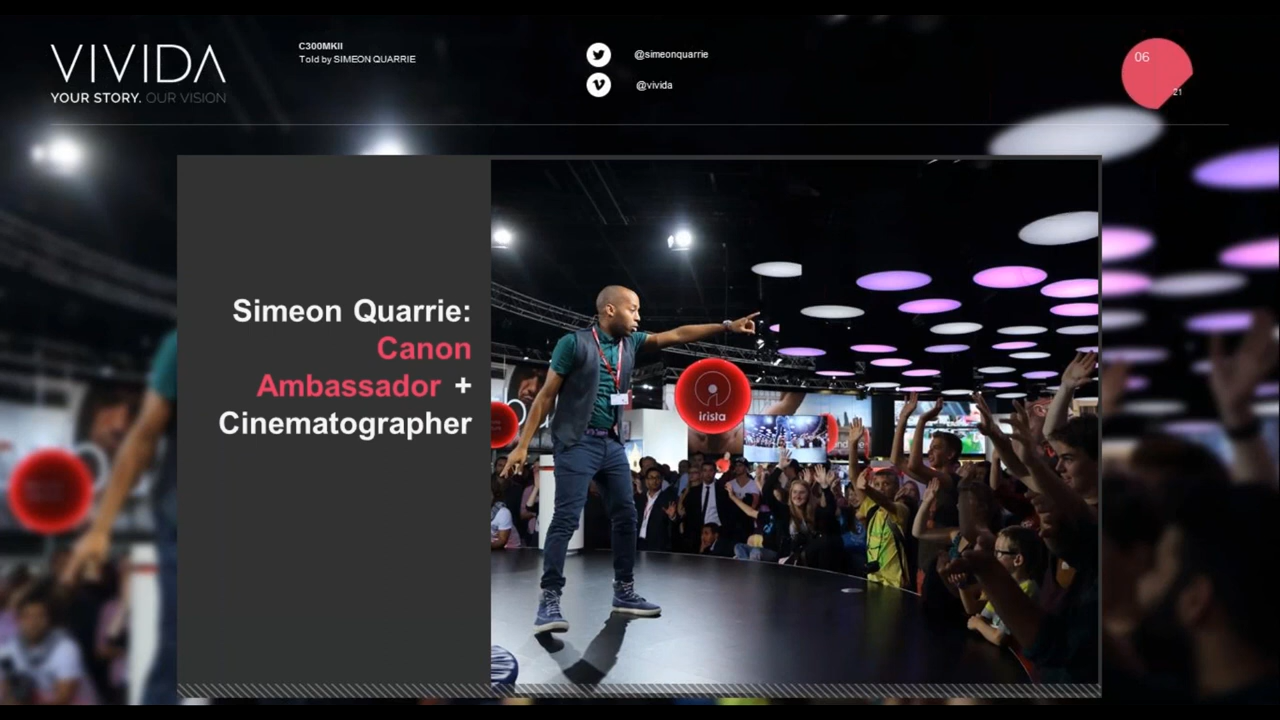 VIVIDA
YOUR STORY. OUR VISION
C300MKII
Told by SIMEON QUARRIE
@simeonquarrie
@vivida
06
21
Simeon Quarrie:
Canon
Ambassador +
Cinematographer
irista